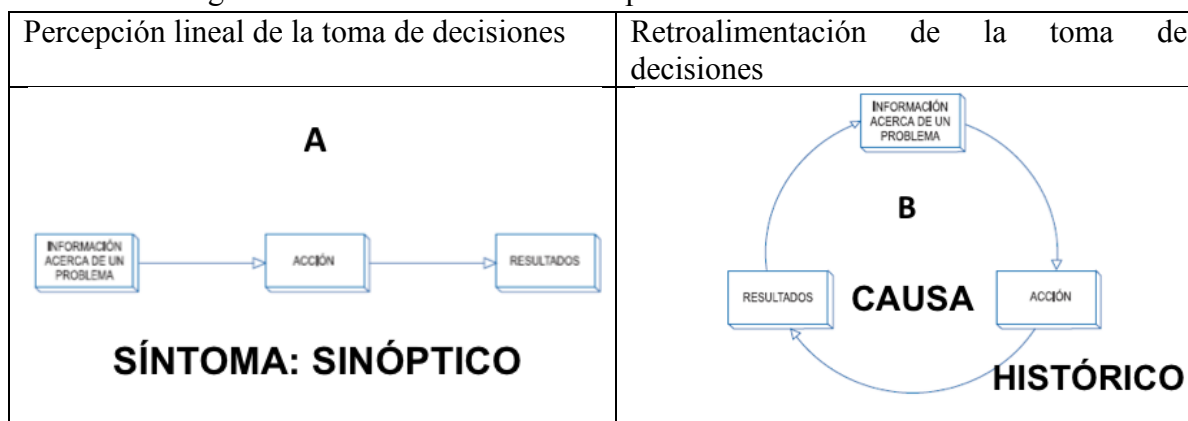 Percepción lineal de la toma de decisiones
Retroalimentación de la toma de
decisiones
A
INFORMACIÓN
ACERCA DE UN
PROBLEMA
ACCIÓN
RESULTADOS
SÍNTOMA: SINÓPTICO
INFORMACIÓN
ACERCA DE UN
PROBLEMA
B
RESULTADOS
CAUSA
ACCIÓN
HISTÓRICO